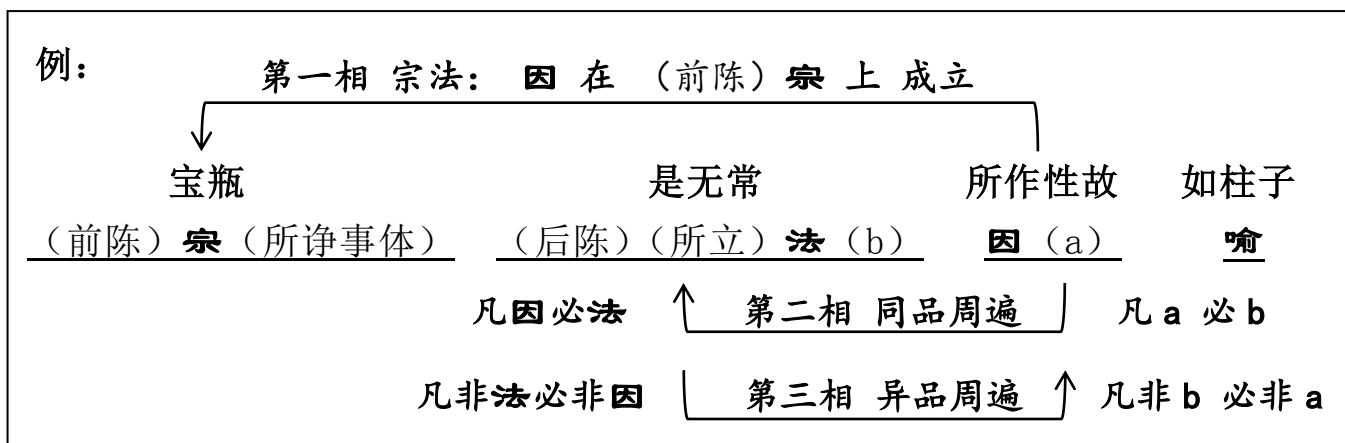 例：
第一相 宗法： 因 在 （前陈）宗 上 成立
宝瓶 是无常 所作性故 如柱子
（前陈）宗（所诤事体） （后陈）（所立）法（b） 因（a） 喻
凡因必法 第二相 同品周遍 凡 a 必 b
凡非法必非因 第三相 异品周遍 凡非 b 必非 a